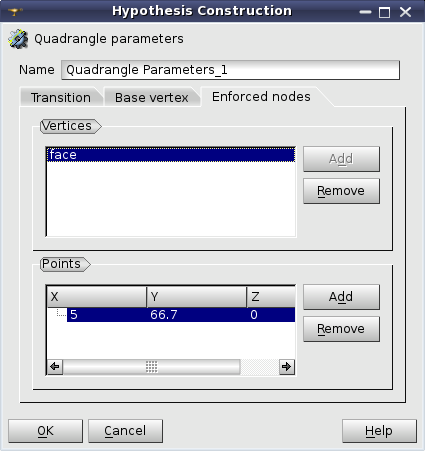 Hypothesis Construction
Quadrangle parameters
Name Quadrangle Parameters_1
Transition Base vertex Enforced nodes
Vertices
face
Add
Remove
Points
X Y Z
5 66.7 0
Add
Remove
OK Cancel Help